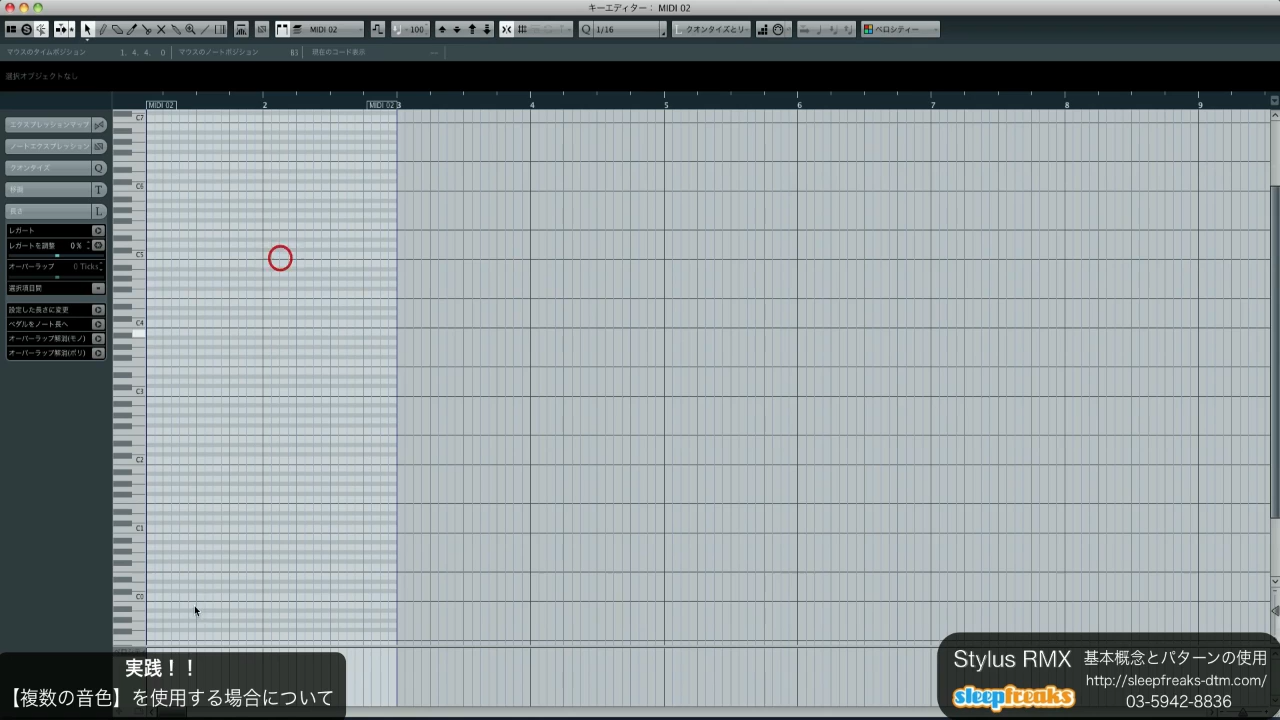 キーエディター： MIDI 02
MIDI 02
100
Q 1/16
クオンタイズとリ
ベロシティー
マウスのタイムポジション 1. 4. 4. 0 マウスのノートポジション B3 現在のコード表示 --
選択オブジェクトなし
MIDI 02 2 MIDI 02 3 4 5 6 7 8 9
エクスプレッションマップ
ノートエクスプレッション
クオンタイズ Q
移調 T
長さ L
レガート
レガートを調整 0 %
オーバーラップ 0 Ticks
選択項目間
設定した長さに変更
ペダルをノート長へ
オーバーラップ解消(モノ)
オーバーラップ解消(ポリ)
C7
C6
C5
C4
C3
C2
C1
C0
実践！！
【複数の音色】を使用する場合について
Stylus RMX 基本概念とパターンの使用
http://sleepfreaks-dtm.com/
sleepfreaks
03-5942-8836